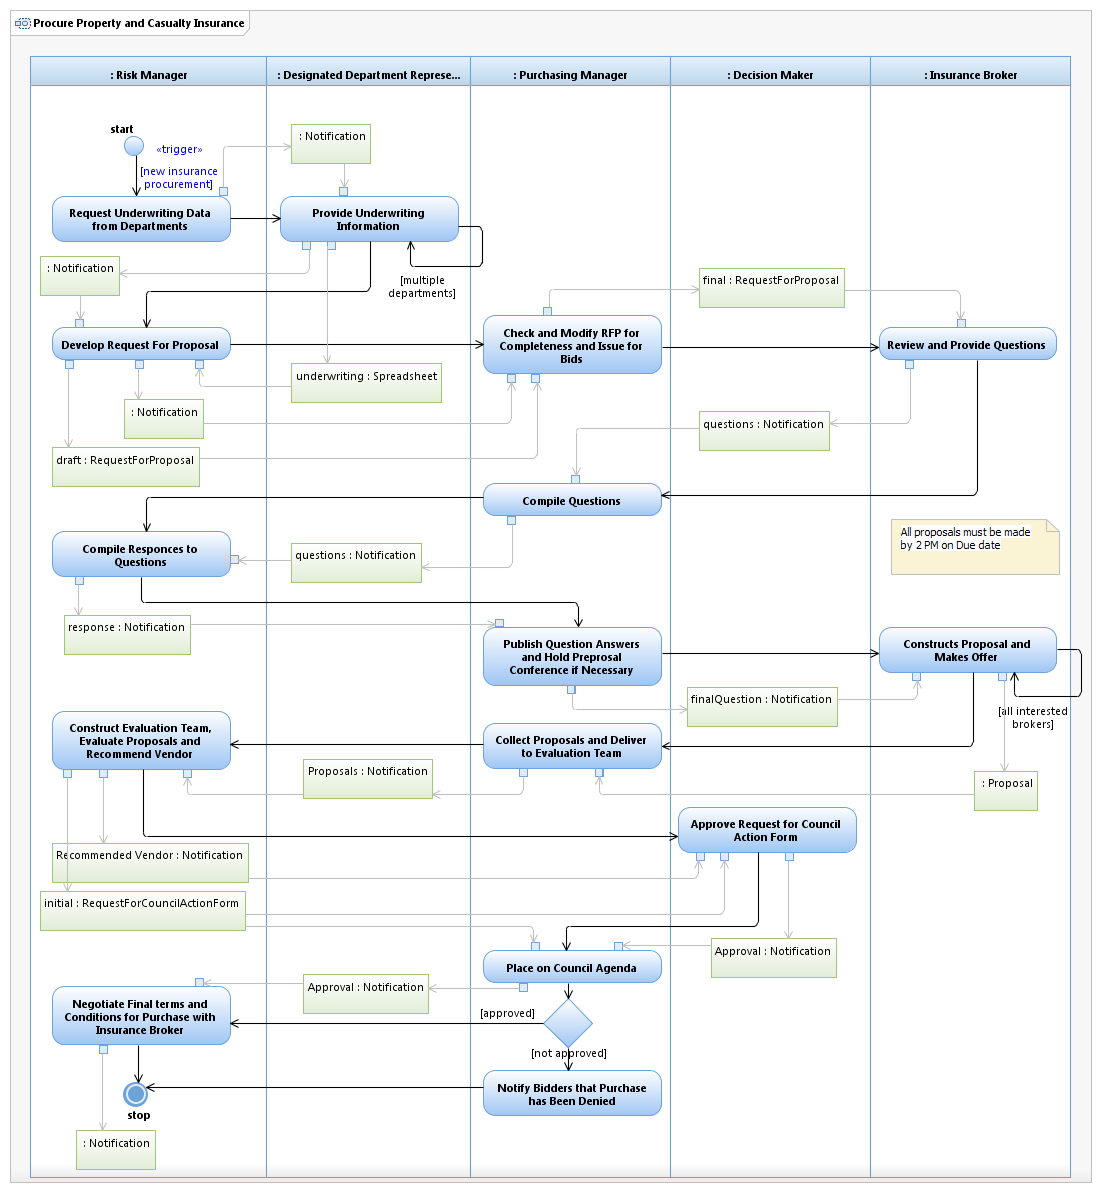 Procure Property and Casualty Insurance
: Risk Manager
: Designated Department Represe...
: Purchasing Manager
: Decision Maker
: Insurance Broker
start
«trigger»
[new insurance
procurement]
: Notification
Request Underwriting Data
from Departments
Provide Underwriting
Information
[multiple
departments]
: Notification
final : RequestForProposal
Develop Request For Proposal
Check and Modify RFP for
Completeness and Issue for
Bids
Review and Provide Questions
underwriting : Spreadsheet
: Notification
questions : Notification
draft : RequestForProposal
Compile Questions
All proposals must be made
by 2 PM on Due date
Compile Responces to
Questions
questions : Notification
response : Notification
Publish Question Answers
and Hold Preprosal
Conference if Necessary
Constructs Proposal and
Makes Offer
finalQuestion : Notification
[all interested
brokers]
Construct Evaluation Team,
Evaluate Proposals and
Recommend Vendor
Collect Proposals and Deliver
to Evaluation Team
Proposals : Notification
: Proposal
Approve Request for Council
Action Form
Recommended Vendor : Notification
initial : RequestForCouncilActionForm
Approval : Notification
Place on Council Agenda
Approval : Notification
Negotiate Final terms and
Conditions for Purchase with
Insurance Broker
[approved]
[not approved]
Notify Bidders that Purchase
has Been Denied
stop
: Notification